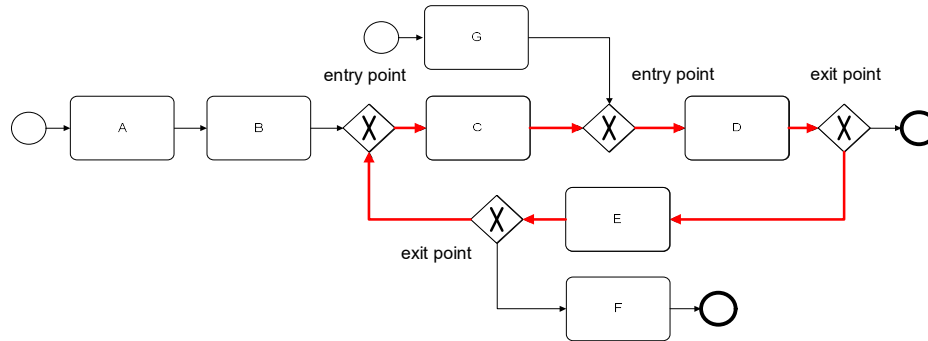 G
entry point
entry point
exit point
A
B
X
C
X
D
X
X
E
exit point
F